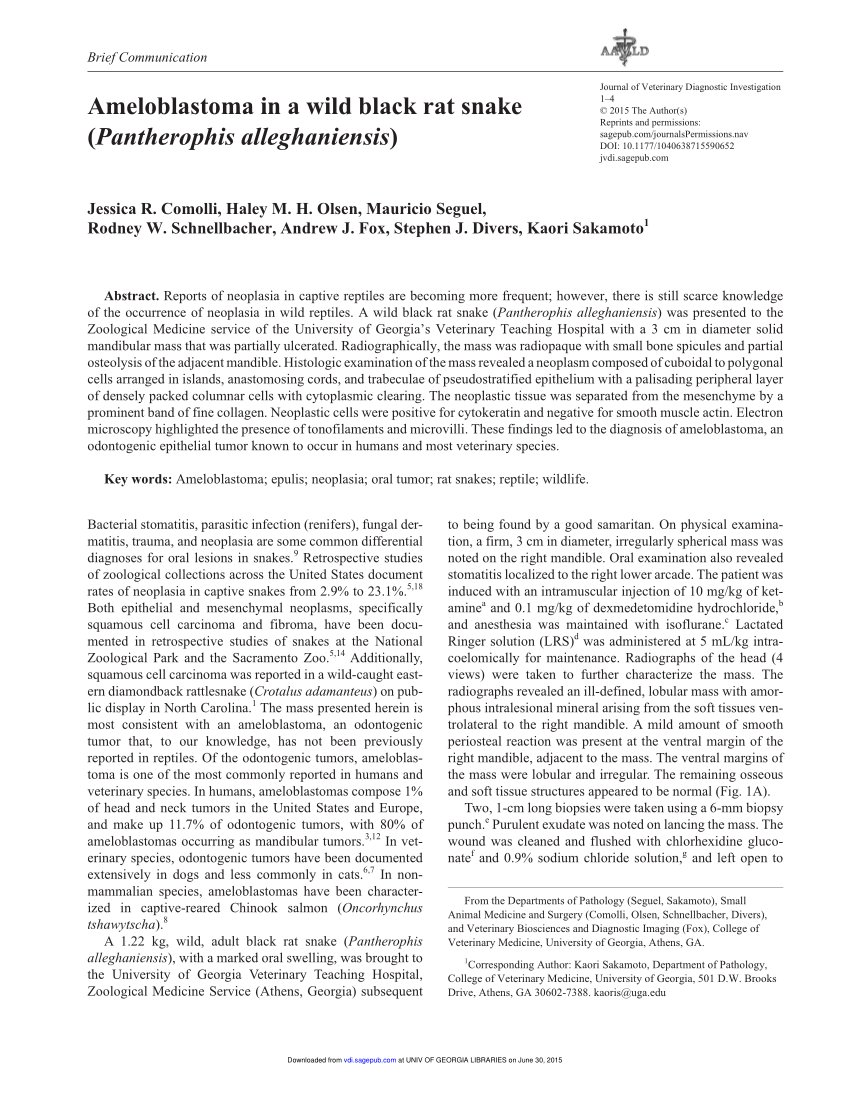 Brief Communication
AAVLD
Journal of Veterinary Diagnostic Investigation
1–4
© 2015 The Author(s)
Reprints and permissions:
sagepub.com/journalsPermissions.nav
DOI: 10.1177/1040638715590652
jvdi.sagepub.com
Ameloblastoma in a wild black rat snake
(Pantherophis alleghaniensis)
Jessica R. Comolli, Haley M. H. Olsen, Mauricio Seguel,
Rodney W. Schnellbacher, Andrew J. Fox, Stephen J. Divers, Kaori Sakamoto1
Abstract. Reports of neoplasia in captive reptiles are becoming more frequent; however, there is still scarce knowledge
of the occurrence of neoplasia in wild reptiles. A wild black rat snake (Pantherophis alleghaniensis) was presented to the
Zoological Medicine service of the University of Georgia's Veterinary Teaching Hospital with a 3 cm in diameter solid
mandibular mass that was partially ulcerated. Radiographically, the mass was radiopaque with small bone spicules and partial
osteolysis of the adjacent mandible. Histologic examination of the mass revealed a neoplasm composed of cuboidal to polygonal
cells arranged in islands, anastomosing cords, and trabeculae of pseudostratified epithelium with a palisading peripheral layer
of densely packed columnar cells with cytoplasmic clearing. The neoplastic tissue was separated from the mesenchyme by a
prominent band of fine collagen. Neoplastic cells were positive for cytokeratin and negative for smooth muscle actin. Electron
microscopy highlighted the presence of tonofilaments and microvilli. These findings led to the diagnosis of ameloblastoma, an
odontogenic epithelial tumor known to occur in humans and most veterinary species.
Key words: Ameloblastoma; epulis; neoplasia; oral tumor; rat snakes; reptile; wildlife.
Bacterial stomatitis, parasitic infection (renifers), fungal der-
matitis, trauma, and neoplasia are some common differential
diagnoses for oral lesions in snakes.9 Retrospective studies
of zoological collections across the United States document
rates of neoplasia in captive snakes from 2.9% to 23.1%.5,18
Both epithelial and mesenchymal neoplasms, specifically
squamous cell carcinoma and fibroma, have been docu-
mented in retrospective studies of snakes at the National
Zoological Park and the Sacramento Zoo.5,14 Additionally,
squamous cell carcinoma was reported in a wild-caught east-
ern diamondback rattlesnake (Crotalus adamanteus) on pub-
lic display in North Carolina.1 The mass presented herein is
most consistent with an ameloblastoma, an odontogenic
tumor that, to our knowledge, has not been previously
reported in reptiles. Of the odontogenic tumors, ameloblas-
toma is one of the most commonly reported in humans and
veterinary species. In humans, ameloblastomas compose 1%
of head and neck tumors in the United States and Europe,
and make up 11.7% of odontogenic tumors, with 80% of
ameloblastomas occurring as mandibular tumors.3,12 In vet-
erinary species, odontogenic tumors have been documented
extensively in dogs and less commonly in cats.6,7 In non-
mammalian species, ameloblastomas have been character-
ized in captive-reared Chinook salmon (Oncorhynchus
tshawytscha).8
A 1.22 kg, wild, adult black rat snake (Pantherophis
alleghaniensis), with a marked oral swelling, was brought to
the University of Georgia Veterinary Teaching Hospital,
Zoological Medicine Service (Athens, Georgia) subsequent
to being found by a good samaritan. On physical examina-
tion, a firm, 3 cm in diameter, irregularly spherical mass was
noted on the right mandible. Oral examination also revealed
stomatitis localized to the right lower arcade. The patient was
induced with an intramuscular injection of 10 mg/kg of ket-
aminea and 0.1 mg/kg of dexmedetomidine hydrochloride,b
and anesthesia was maintained with isoflurane.c Lactated
Ringer solution (LRS)d was administered at 5 mL/kg intra-
coelomically for maintenance. Radiographs of the head (4
views) were taken to further characterize the mass. The
radiographs revealed an ill-defined, lobular mass with amor-
phous intralesional mineral arising from the soft tissues ven-
trolateral to the right mandible. A mild amount of smooth
periosteal reaction was present at the ventral margin of the
right mandible, adjacent to the mass. The ventral margins of
the mass were lobular and irregular. The remaining osseous
and soft tissue structures appeared to be normal (Fig. 1A).
Two, 1-cm long biopsies were taken using a 6-mm biopsy
punch.e Purulent exudate was noted on lancing the mass. The
wound was cleaned and flushed with chlorhexidine gluco-
natef and 0.9% sodium chloride solution,g and left open to
From the Departments of Pathology (Seguel, Sakamoto), Small
Animal Medicine and Surgery (Comolli, Olsen, Schnellbacher, Divers),
and Veterinary Biosciences and Diagnostic Imaging (Fox), College of
Veterinary Medicine, University of Georgia, Athens, GA.
1Corresponding Author: Kaori Sakamoto, Department of Pathology,
College of Veterinary Medicine, University of Georgia, 501 D.W. Brooks
Drive, Athens, GA 30602-7388. kaoris@uga.edu
Downloaded from vdi.sagepub.com at UNIV OF GEORGIA LIBRARIES on June 30, 2015